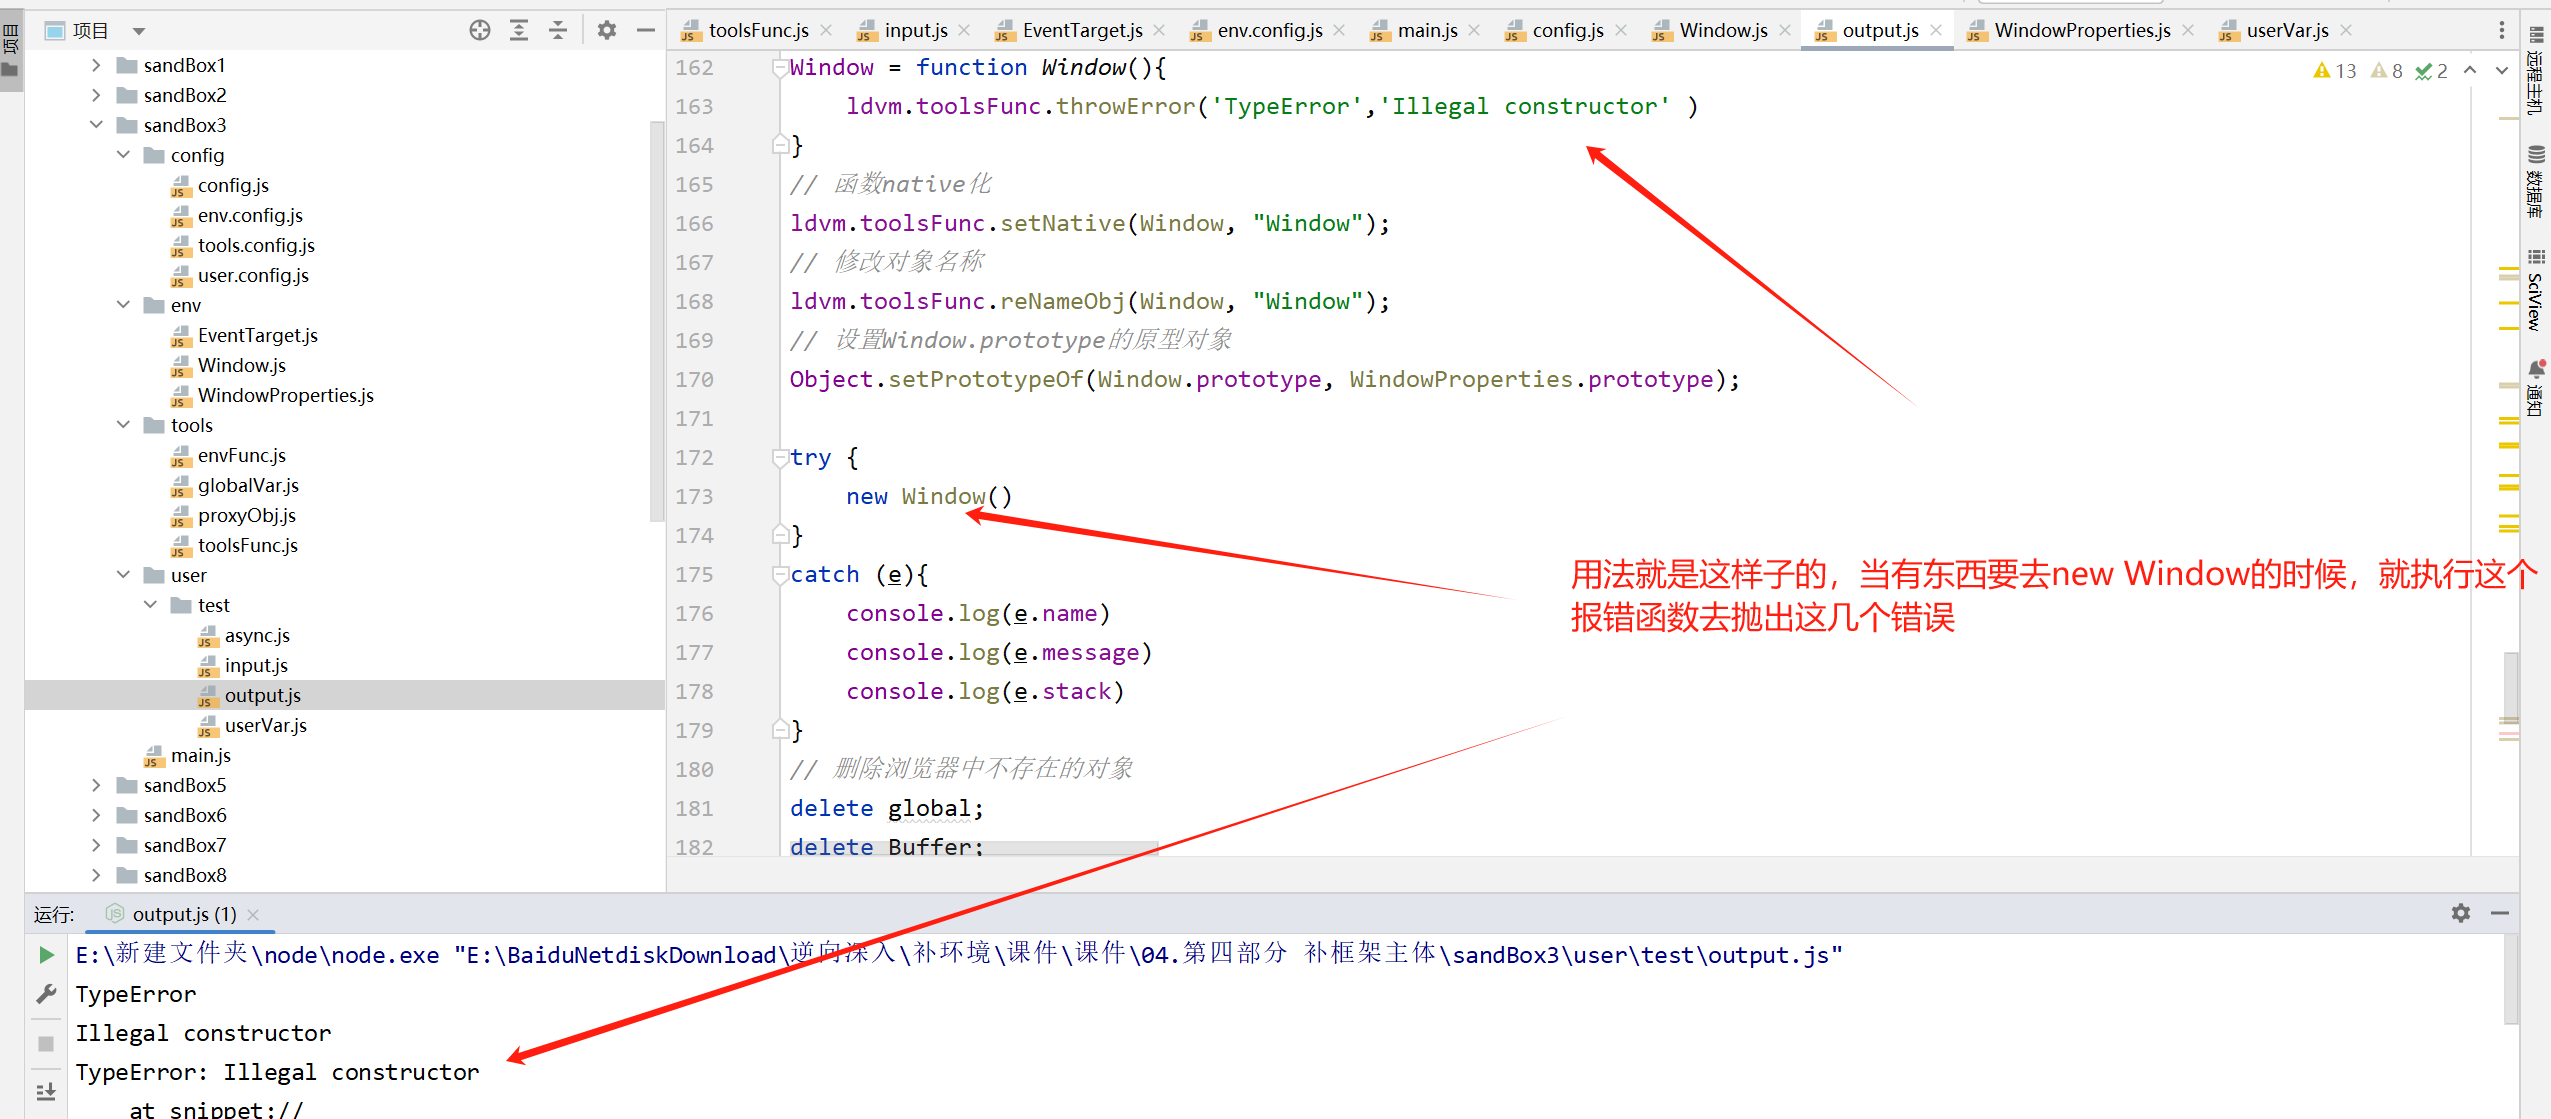 项目
toolsFunc.js
input.js
EventTarget.js
env.config.js
main.js
config.js
Window.js
output.js
WindowProperties.js
userVar.js
项目
sandBox1
sandBox2
sandBox3
config
config.js
env.config.js
tools.config.js
user.config.js
env
EventTarget.js
Window.js
WindowProperties.js
tools
envFunc.js
globalVar.js
proxyObj.js
toolsFunc.js
user
test
async.js
input.js
output.js
userVar.js
main.js
sandBox5
sandBox6
sandBox7
sandBox8
13 8 2
162 Window = function Window(){
163 ldvm.toolsFunc.throwError('TypeError','Illegal constructor' )
164 }
165 // 函数native化
166 ldvm.toolsFunc.setNative(Window, "Window");
167 // 修改对象名称
168 ldvm.toolsFunc.reNameObj(Window, "Window");
169 // 设置Window.prototype的原型对象
170 Object.setPrototypeOf(Window.prototype, WindowProperties.prototype);
171
172 try {
173 new Window()
174 }
175 catch (e){
176 console.log(e.name)
177 console.log(e.message)
178 console.log(e.stack)
179 }
180 // 删除浏览器中不存在的对象
181 delete global;
182 delete Buffer;
用法就是这样子的，当有东西要去new Window的时候，就执行这个
报错函数去抛出这几个错误
远程主机
数据库
SciView
通知
运行:
output.js (1)
E:\新建文件夹\node\node.exe "E:\BaiduNetdiskDownload\逆向深入\补环境\课件\课件\04.第四部分 补框架主体\sandBox3\user\test\output.js"
TypeError
Illegal constructor
TypeError: Illegal constructor
at snippet://